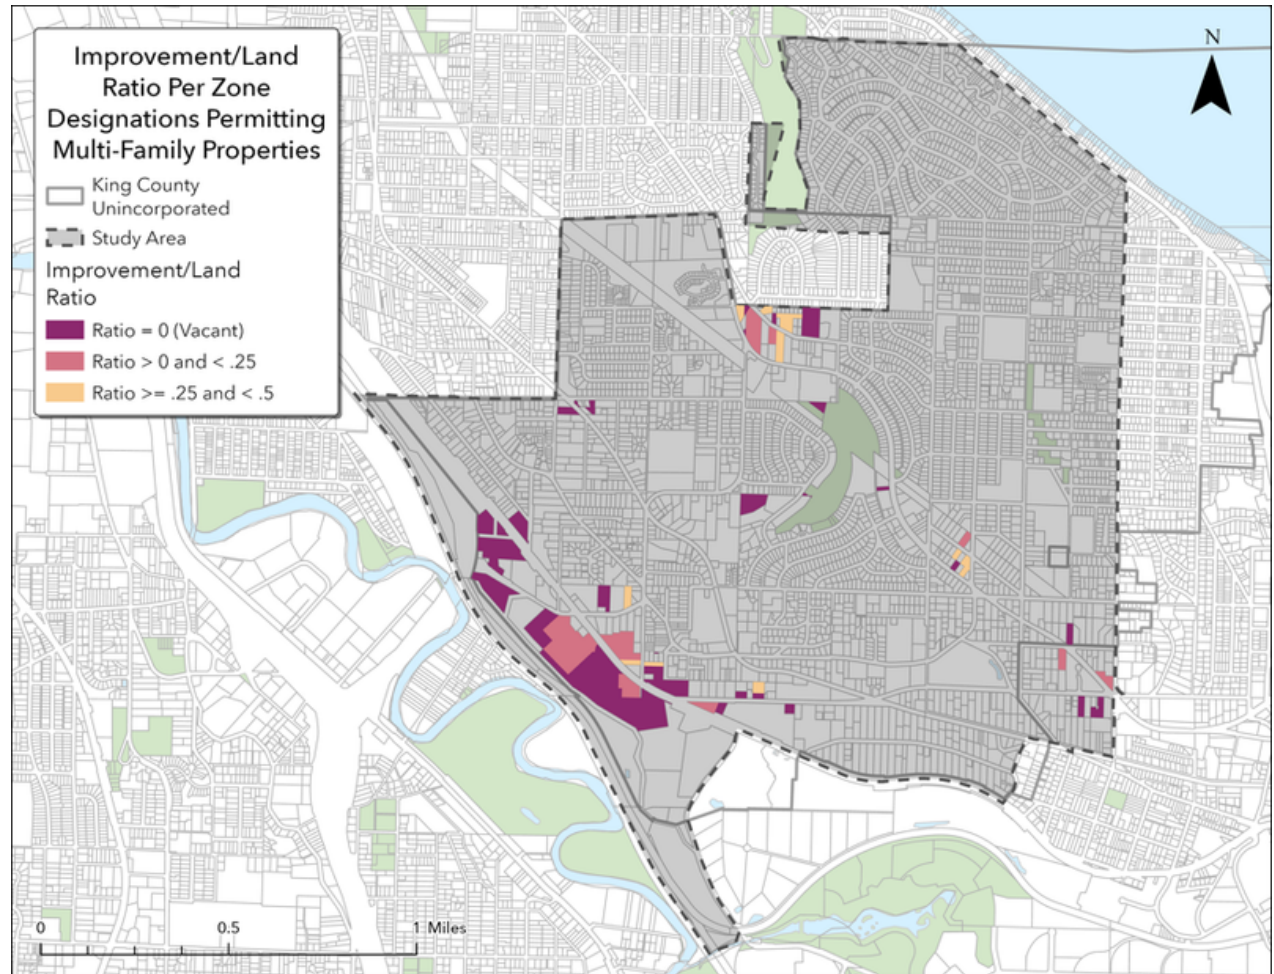 Improvement/Land
Ratio Per Zone
Designations Permitting
Multi-Family Properties
King County
Unincorporated
Study Area
Improvement/Land
Ratio
Ratio = 0 (Vacant)
Ratio > 0 and < .25
Ratio >= .25 and < .5
N
0 0.5 1 Miles